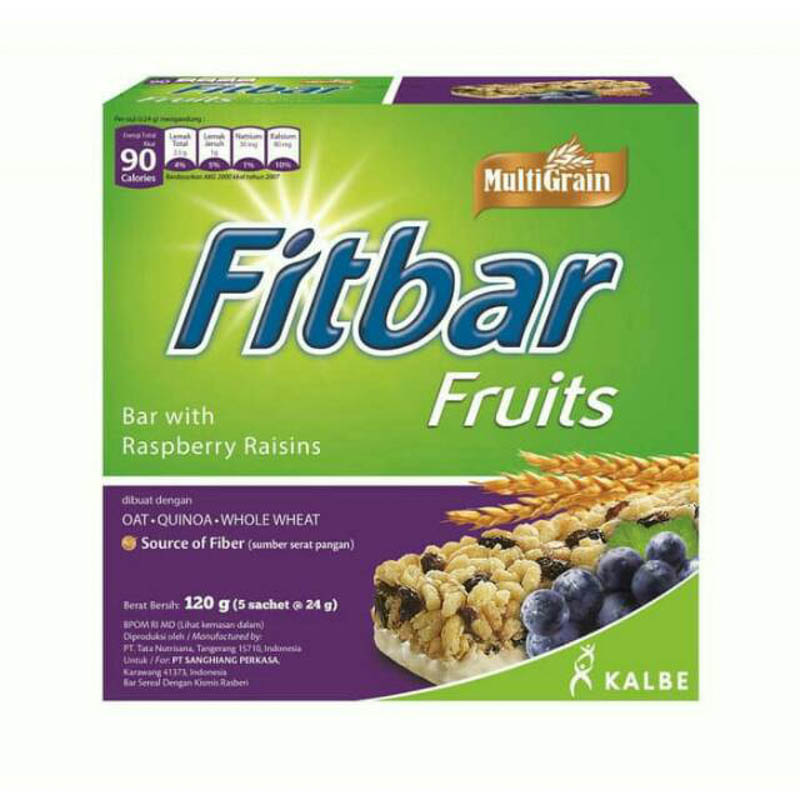 90
Fitbar
Fruits
Per saji (24 g) mengandung :
Energi Total
Kkal
90
Calories
Lemak
Total
4%
Lemak
Jenuh
5%
Natrium
1%
Kalsium
10%
Berdasarkan AKG 2000 kkal tahun 2007
MultiGrain
Fitbar
Fruits
Bar with
Raspberry Raisins
dibuat dengan
OAT • QUINOA • WHOLE WHEAT
Source of Fiber (sumber serat pangan)
Berat Bersih: 120 g (5 sachet @ 24 g)
BPOM RI MD (Lihat kemasan dalam)
Diproduksi oleh / Manufactured by:
PT. Tata Nutrisana, Tangerang 15710, Indonesia
Untuk / For: PT SANGHIANG PERKASA,
Karawang 41373, Indonesia
Bar Sereal Dengan Kismis Rasberi
KALBE